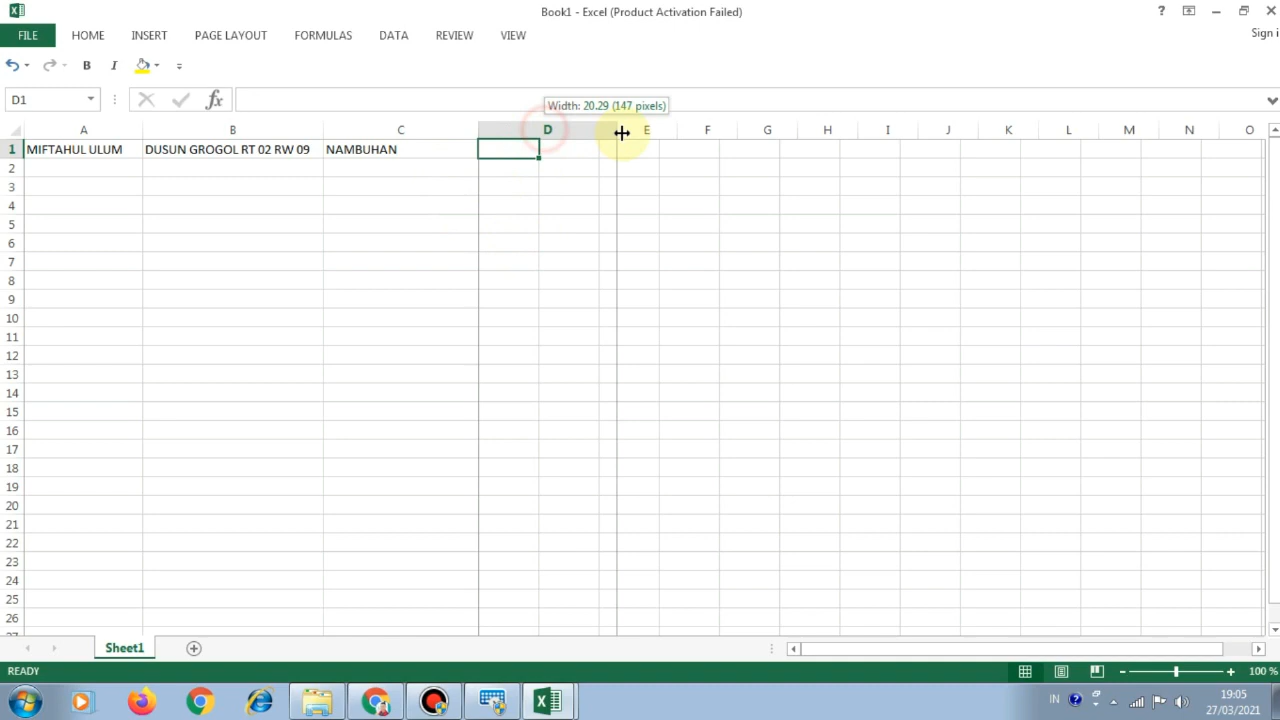 Book1 - Excel (Product Activation Failed)
?
FILE HOME INSERT PAGE LAYOUT FORMULAS DATA REVIEW VIEW
Sign i
B I
D1
fx
Width: 20.29 (147 pixels)
A B C D E F G H I J K L M N O
1 MIFTAHUL ULUM DUSUN GROGOL RT 02 RW 09 NAMBUHAN
2
3
4
5
6
7
8
9
10
11
12
13
14
15
16
17
18
19
20
21
22
23
24
25
26
27
Sheet1
READY
100 %
IN
19:05
27/03/2021